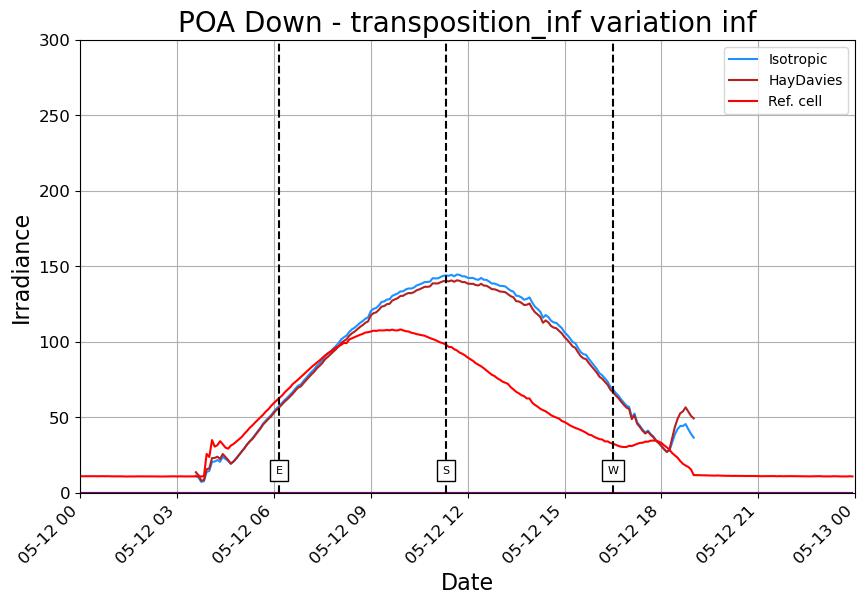 POA Down - transposition_inf variation inf
Isotropic
HayDavies
Ref. cell
Irradiance
300
250
200
150
100
50
0
E
S
W
05-12 00
05-12 03
05-12 06
05-12 09
05-12 12
05-12 15
05-12 18
05-12 21
05-13 00
Date